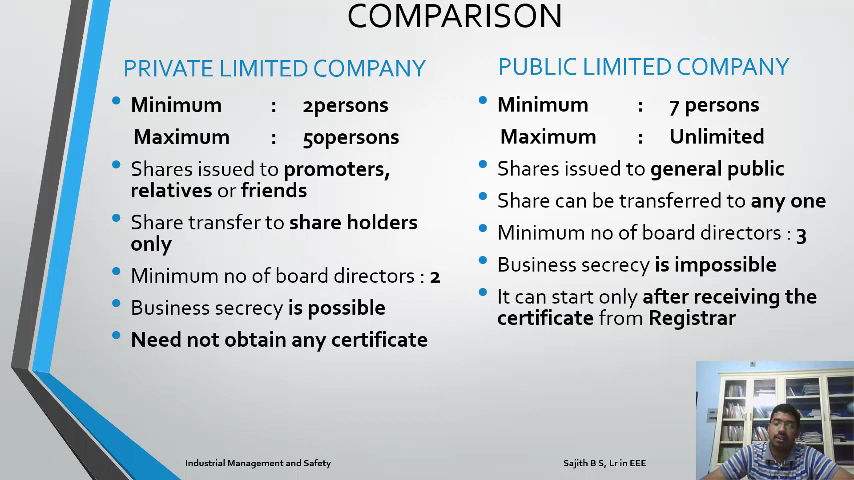 COMPARISON
PRIVATE LIMITED COMPANY
Minimum : 2persons
Maximum : 50persons
Shares issued to promoters,
relatives or friends
Share transfer to share holders
only
Minimum no of board directors : 2
Business secrecy is possible
Need not obtain any certificate
PUBLIC LIMITED COMPANY
Minimum : 7 persons
Maximum : Unlimited
Shares issued to general public
Share can be transferred to any one
Minimum no of board directors : 3
Business secrecy is impossible
It can start only after receiving the
certificate from Registrar
Industrial Management and Safety
Sajith B S, Lr in EEE